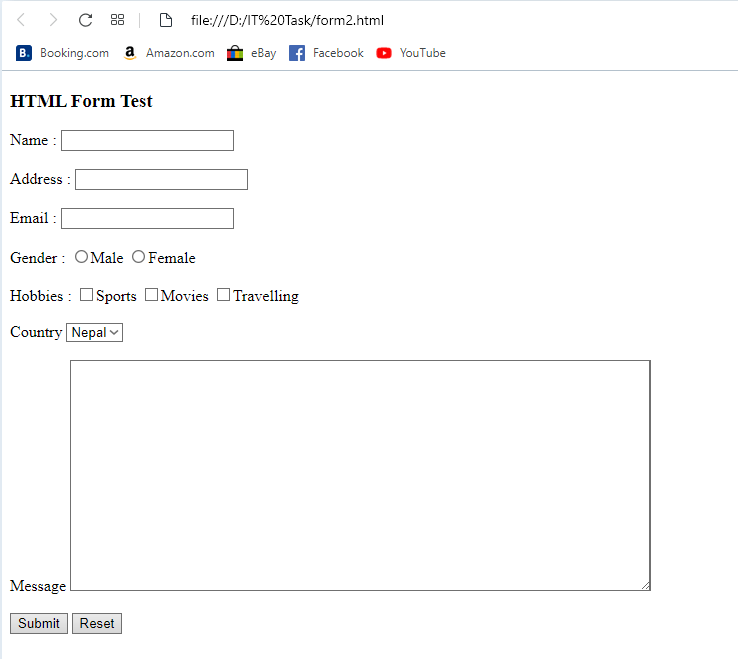 file:///D:/IT%20Task/form2.html
B. Booking.com a Amazon.com eBay Facebook YouTube
HTML Form Test
Name :
Address :
Email :
Gender : Male Female
Hobbies : Sports Movies Travelling
Country Nepal
Message
Submit Reset